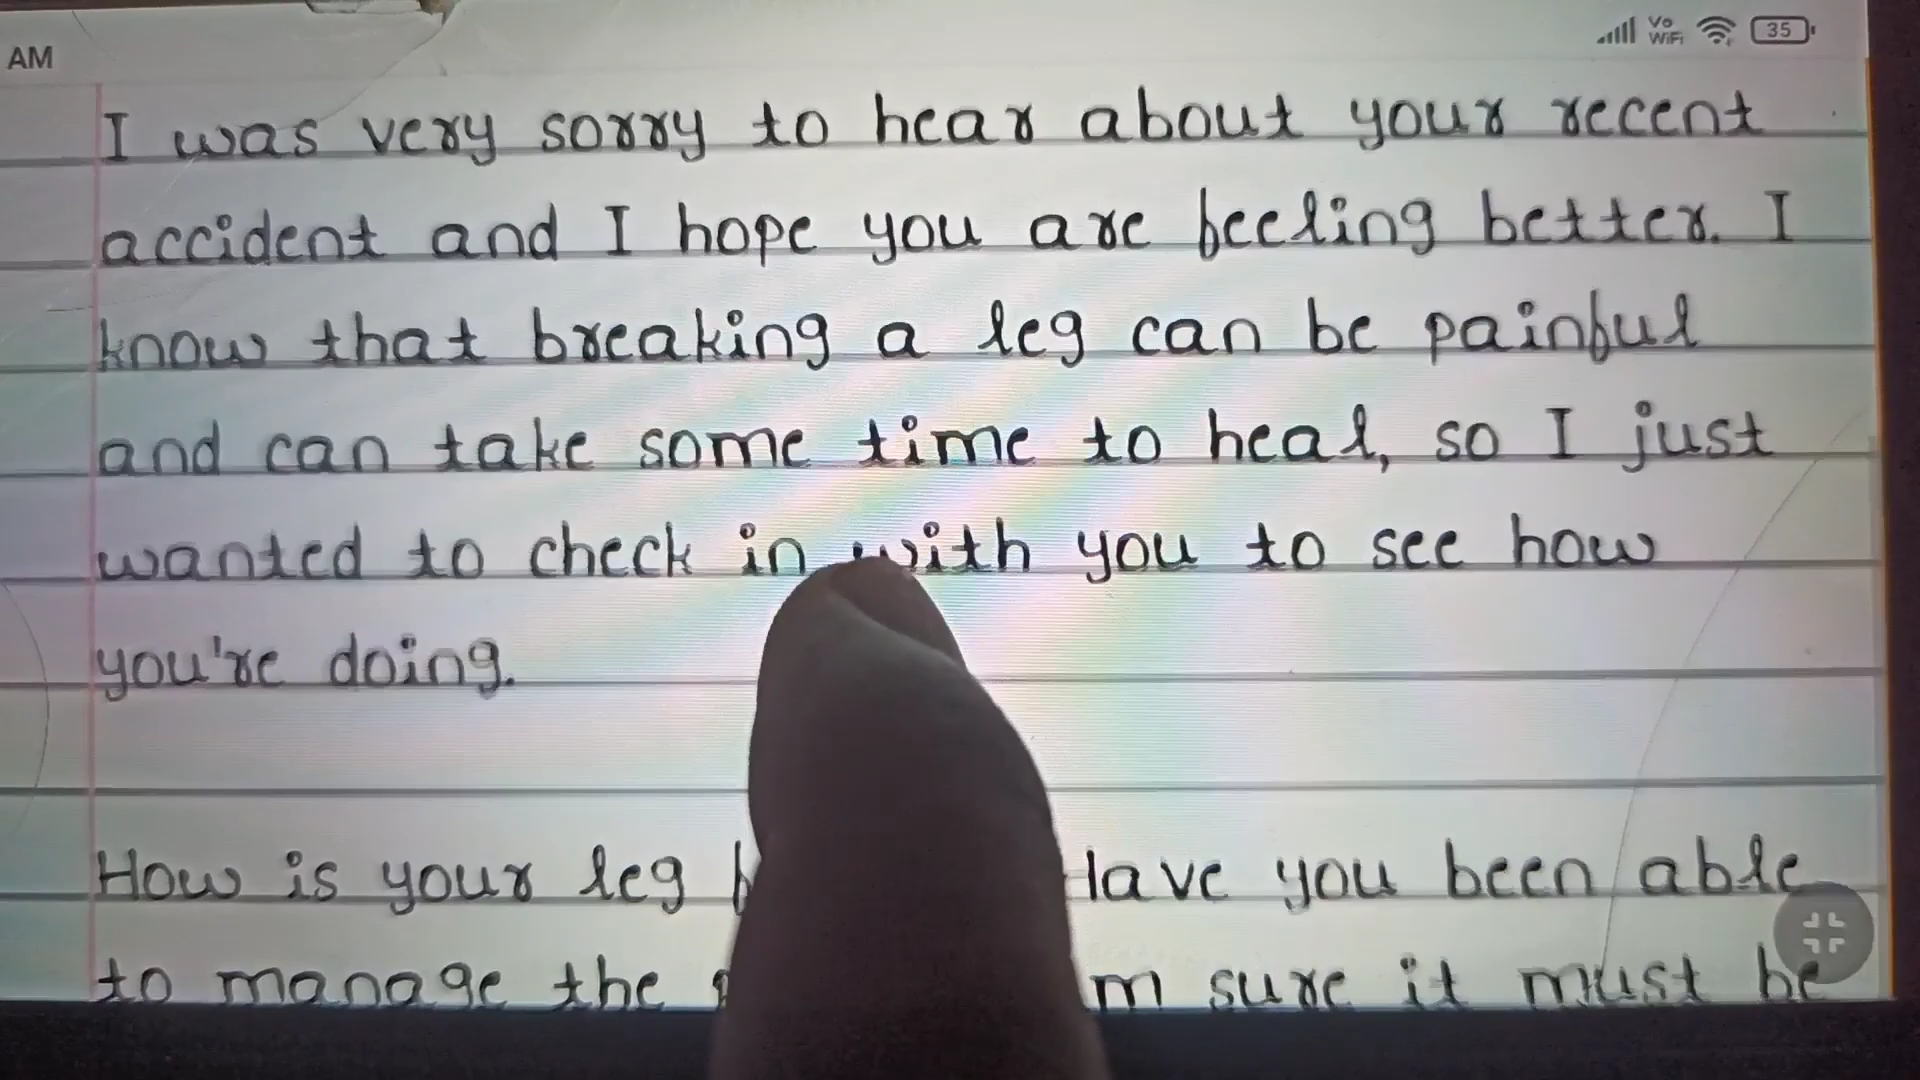 AM
Vo
WiFi
35
I was very sorry to hear about your recent
accident and I hope you are feeling better. I
know that breaking a leg can be painful
and can take some time to heal, so I just
wanted to check in with you to see how
you're doing.
How is your leg you been able
to manage the sure it must be